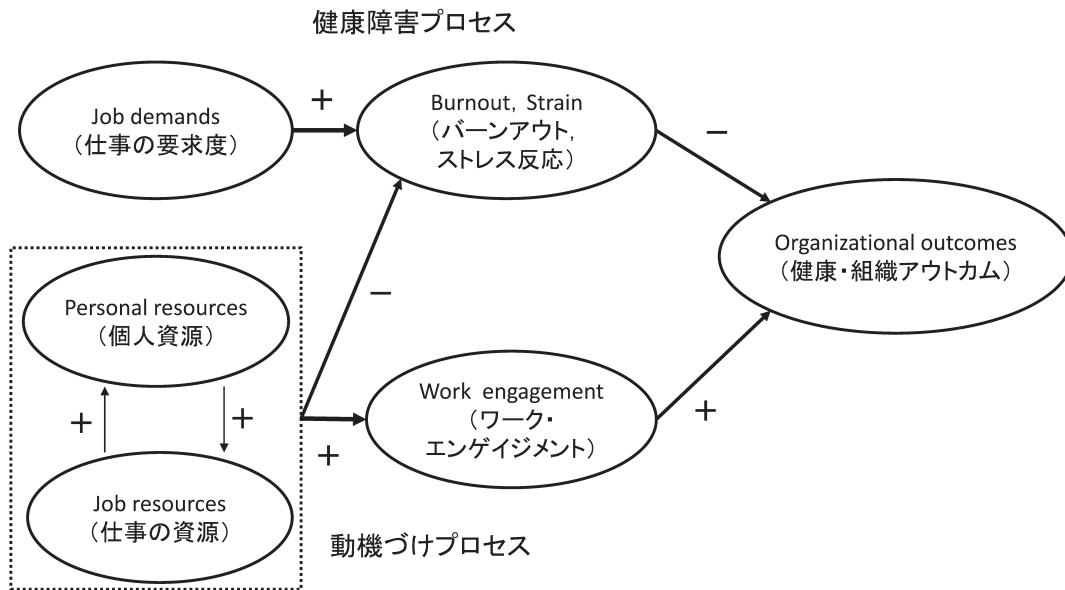 健康障害プロセス
Job demands
（仕事の要求度）
+
Burnout, Strain
（バーンアウト,
ストレス反応）
−
Organizational outcomes
（健康・組織アウトカム）
Personal resources
（個人資源）
−
+
+
Job resources
（仕事の資源）
+
Work engagement
（ワーク・
エンゲイジメント）
+
動機づけプロセス